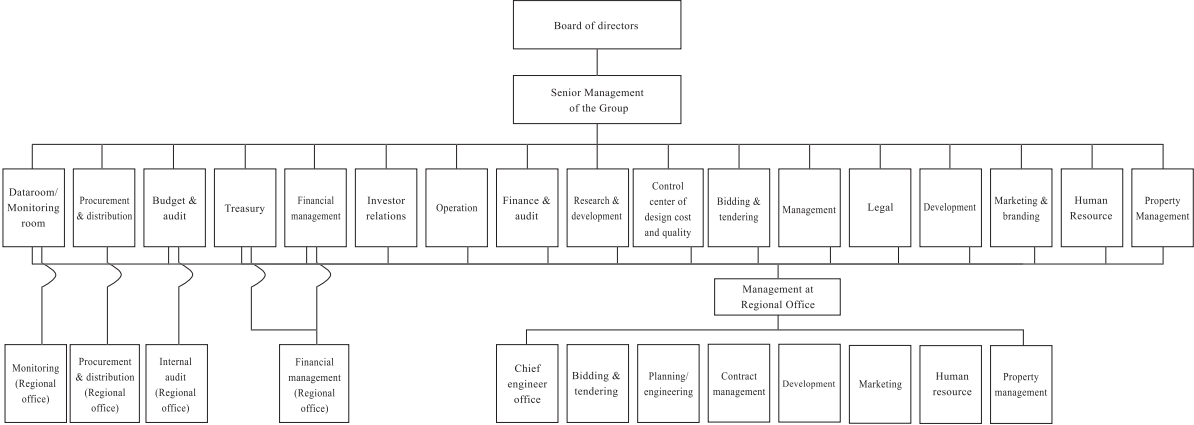 Board of directors
Senior Management
of the Group
Dataroom/
Monitoring
room
Procurement
& distribution
Budget &
audit
Treasury
Financial
management
Investor
relations
Operation
Finance &
audit
Research &
development
Control
center of
design cost
and quality
Bidding &
tendering
Management
Legal
Development
Marketing &
branding
Human
Resource
Property
Management
Management at
Regional Office
Monitoring
(Regional
office)
Procurement
& distribution
(Regional
office)
Internal
audit
(Regional
office)
Financial
management
(Regional
office)
Chief
engineer
office
Bidding &
tendering
Planning/
engineering
Contract
management
Development
Marketing
Human
resource
Property
management